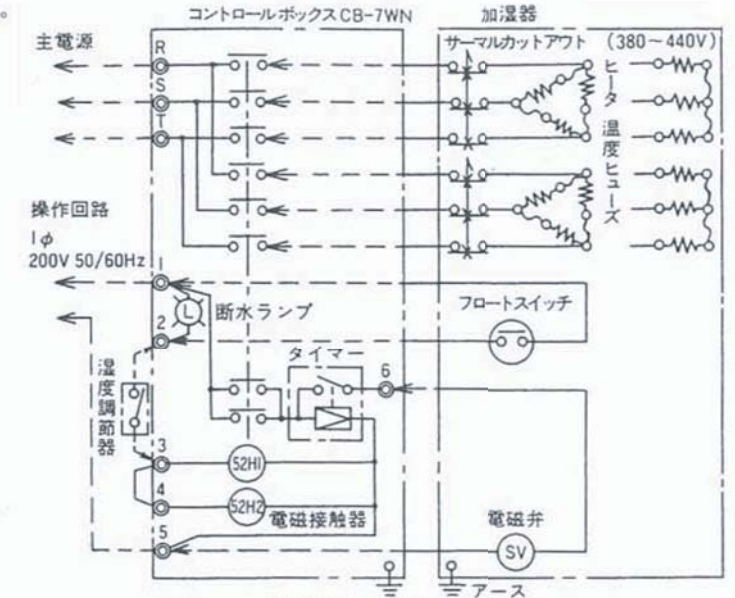 。
コントロールボックスCB-7WN
加湿器
主電源
R
S
T
サーマルカットアウト
(380～440V)
ヒータ
温度ヒューズ
操作回路
1φ
200V 50/60Hz
1
L
断水ランプ
2
フロートスイッチ
タイマー
6
湿度調節器
3
52H1
4
52H2
電磁接触器
5
電磁弁
SV
アース